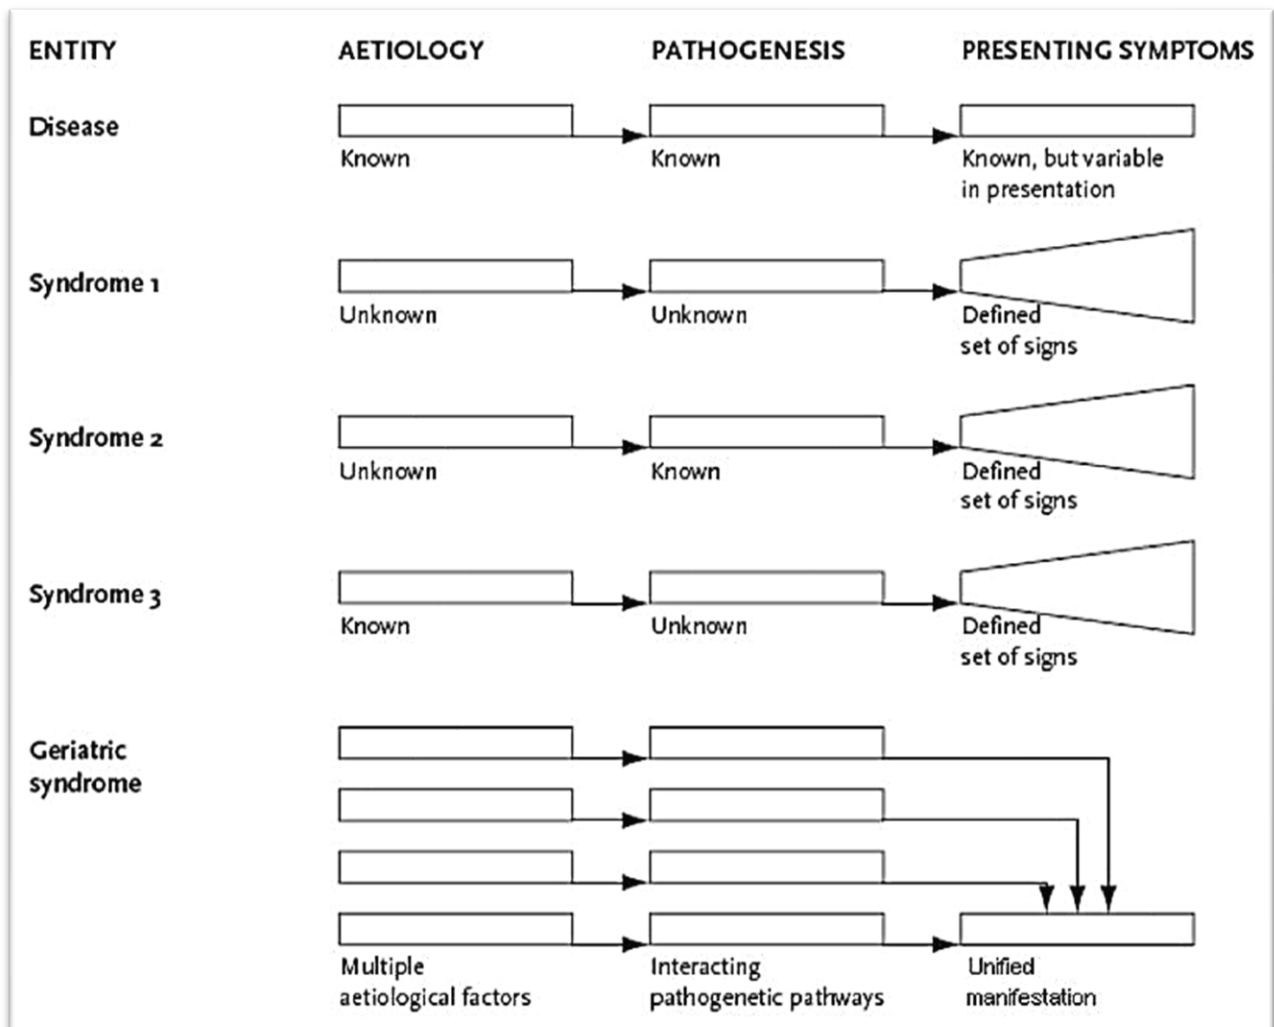 ENTITY AETIOLOGY PATHOGENESIS PRESENTING SYMPTOMS
Disease
Known Known Known, but variable
in presentation
Syndrome 1
Unknown Unknown Defined
set of signs
Syndrome 2
Unknown Known Defined
set of signs
Syndrome 3
Known Unknown Defined
set of signs
Geriatric
syndrome
Multiple Interacting Unified
aetiological factors pathogenetic pathways manifestation